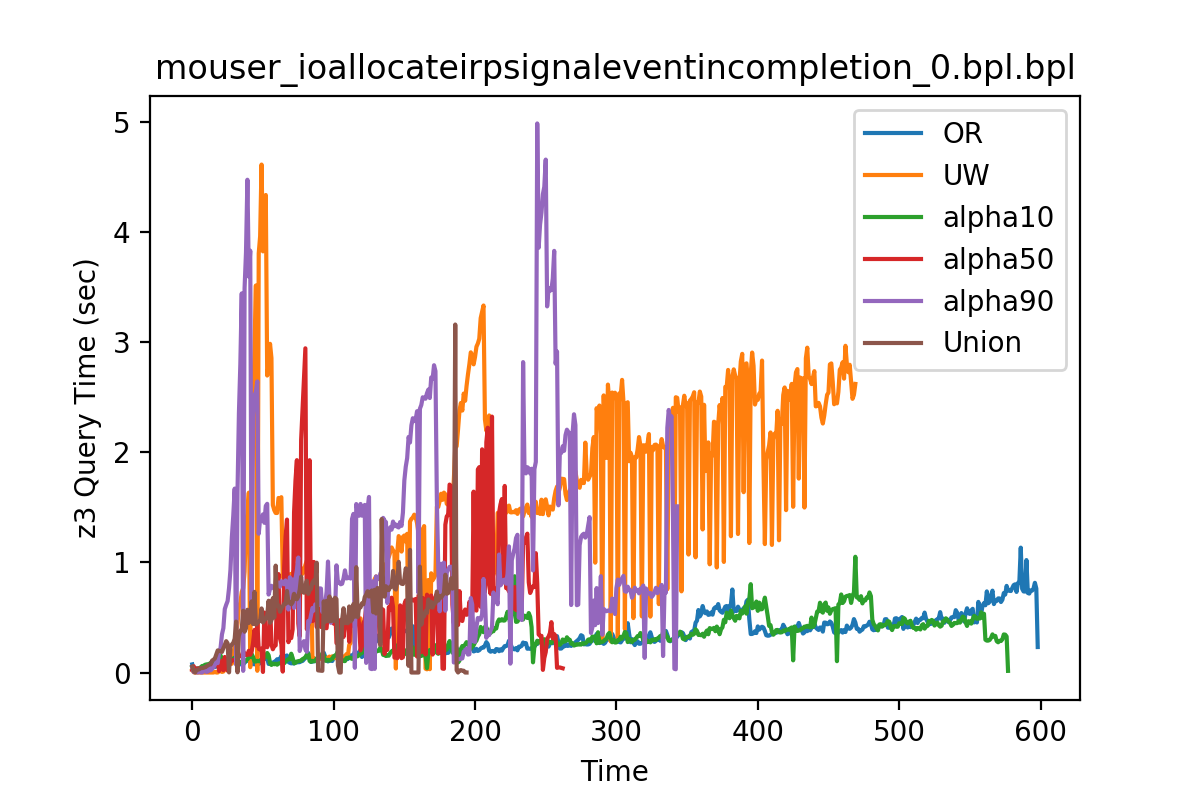 mouser_ioallocateirpsignaleventincompletion_0.bpl.bpl
z3 Query Time (sec)
5
4
3
2
1
0
OR
UW
alpha10
alpha50
alpha90
Union
0 100 200 300 400 500 600
Time